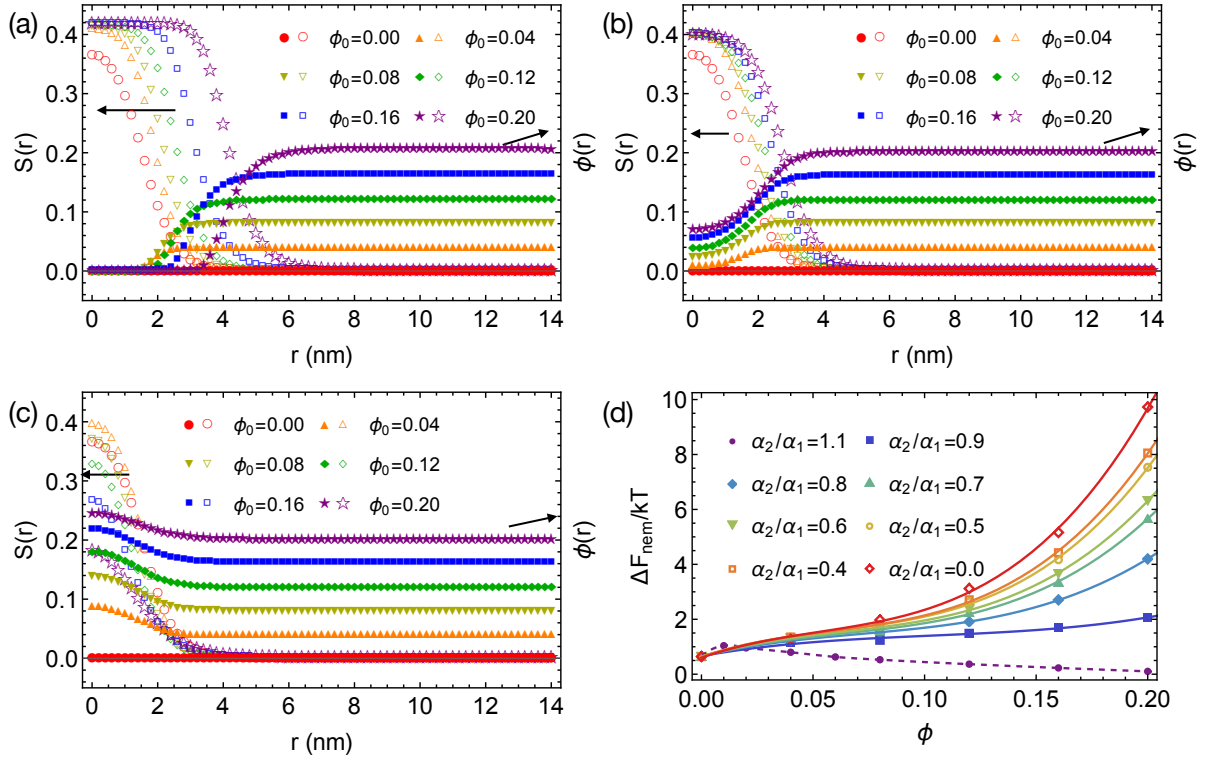 (a)
ϕ0=0.00 ϕ0=0.04
ϕ0=0.08 ϕ0=0.12
ϕ0=0.16 ϕ0=0.20
0.4
0.3
0.2
0.1
0.0
S(r)
ϕ(r)
0 2 4 6 8 10 12 14
r (nm)
(b)
ϕ0=0.00 ϕ0=0.04
ϕ0=0.08 ϕ0=0.12
ϕ0=0.16 ϕ0=0.20
0.4
0.3
0.2
0.1
0.0
S(r)
ϕ(r)
0 2 4 6 8 10 12 14
r (nm)
(c)
ϕ0=0.00 ϕ0=0.04
ϕ0=0.08 ϕ0=0.12
ϕ0=0.16 ϕ0=0.20
0.4
0.3
0.2
0.1
0.0
S(r)
ϕ(r)
0 2 4 6 8 10 12 14
r (nm)
(d)
α2/α1=1.1 α2/α1=0.9
α2/α1=0.8 α2/α1=0.7
α2/α1=0.6 α2/α1=0.5
α2/α1=0.4 α2/α1=0.0
10
8
6
4
2
0
ΔFnem/kT
0.00 0.05 0.10 0.15 0.20
ϕ